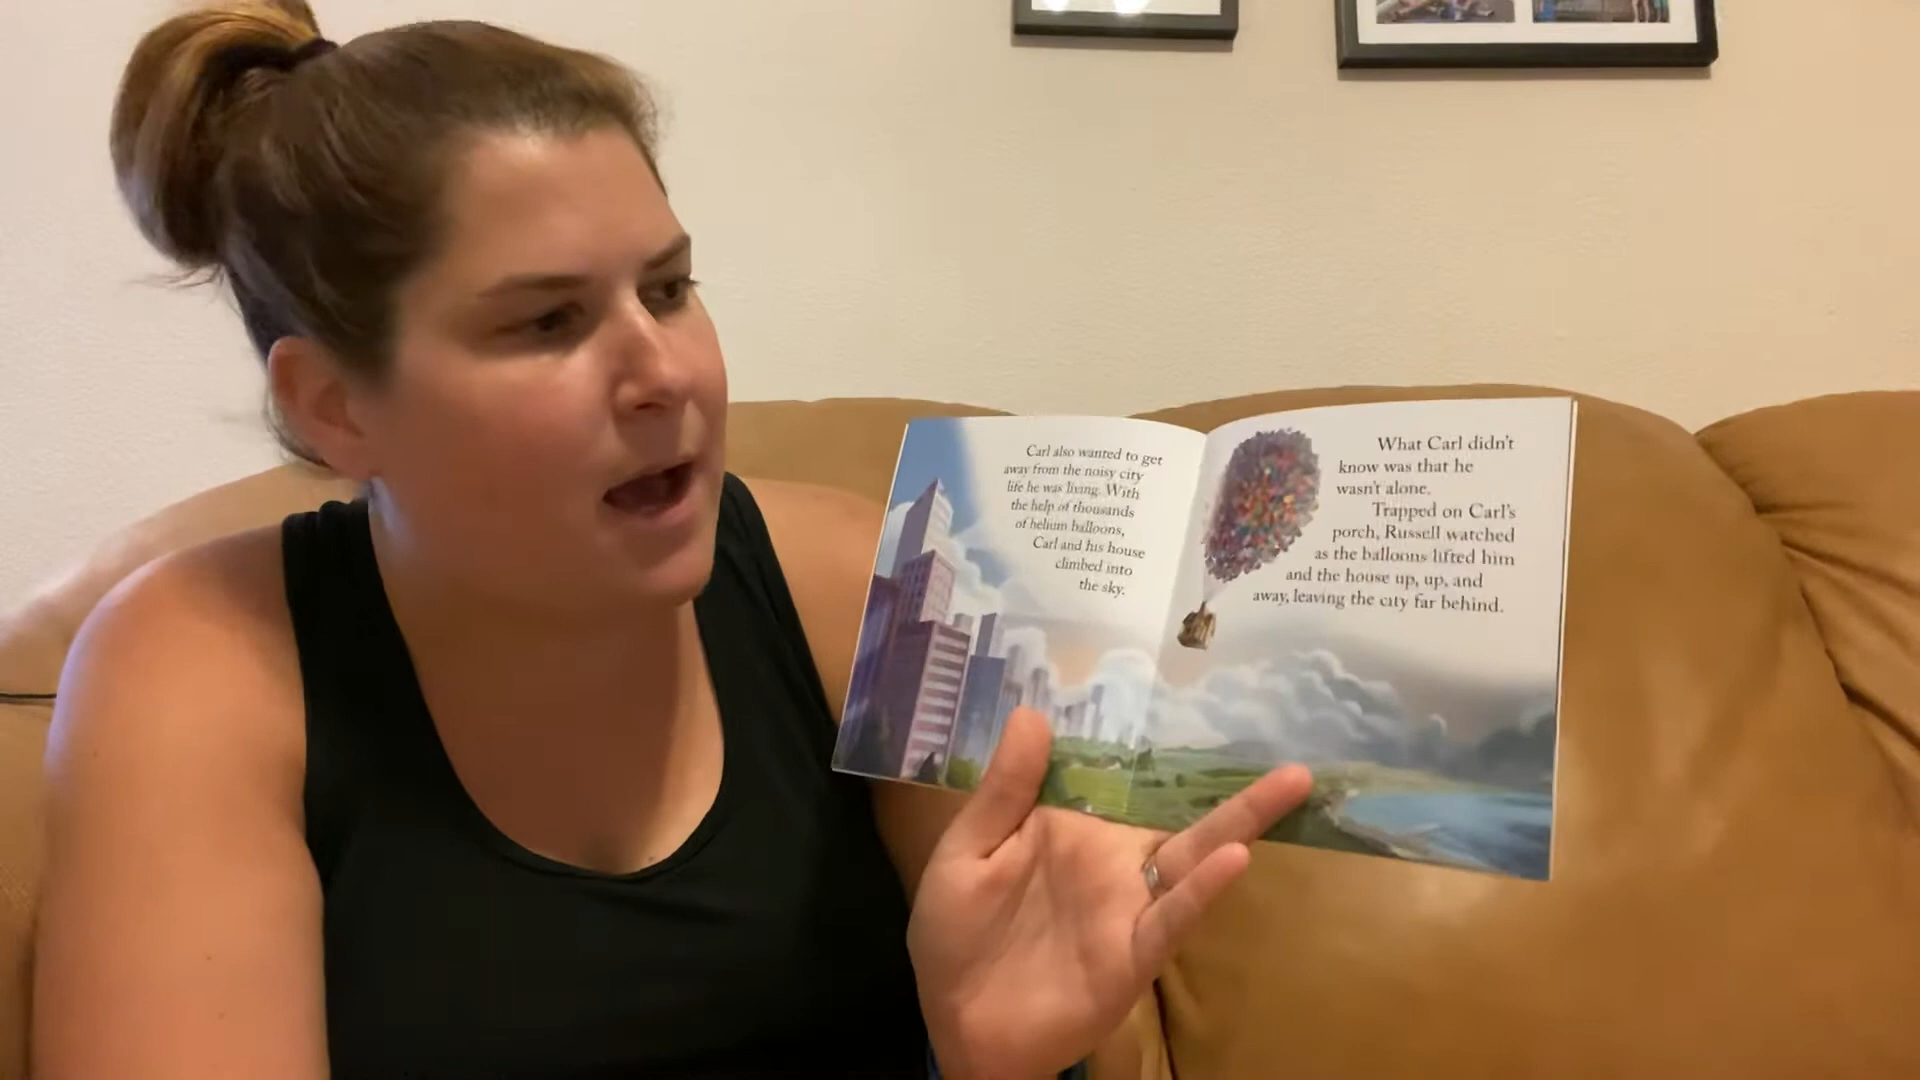 Carl also wanted to get
away from the noisy city
life he was living. With
the help of thousands
of helium balloons,
Carl and his house
climbed into
the sky.
What Carl didn't
know was that he
wasn't alone.
Trapped on Carl's
porch, Russell watched
as the balloons lifted him
and the house up, up, and
away, leaving the city far behind.